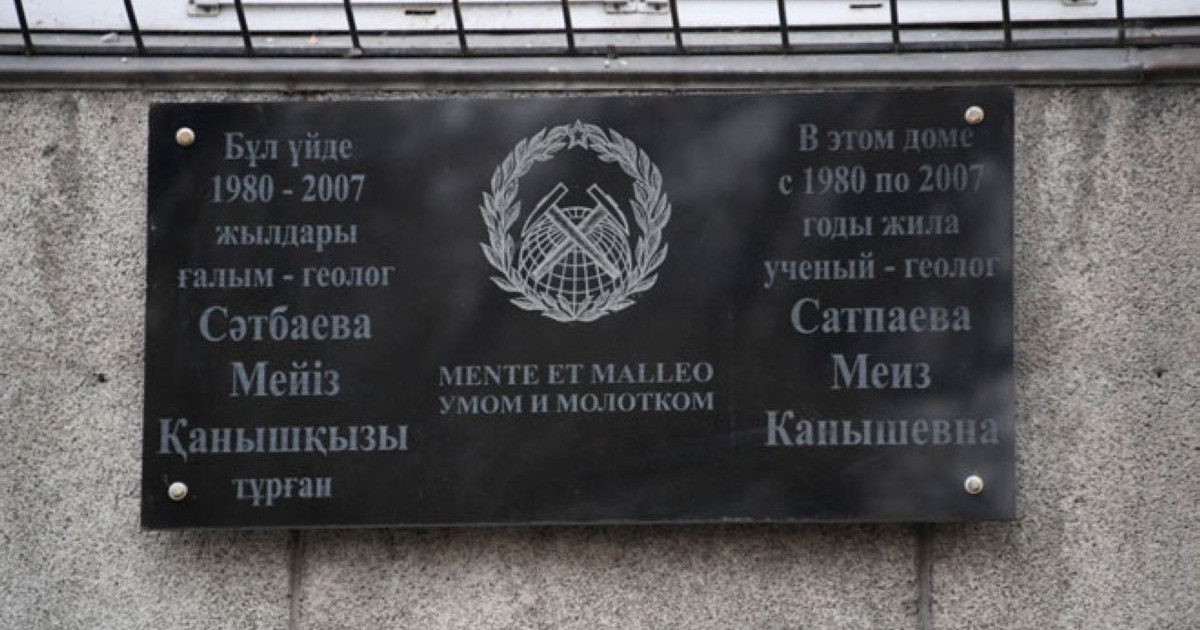 Бұл үйде
1980 - 2007
жылдары
ғалым - геолог
Сәтбаева
Мейіз
Қанышқызы
тұрған
MENTE ET MALLEO
УМОМ И МОЛОТКОМ
В этом доме
с 1980 по 2007
годы жила
ученый - геолог
Сатпаева
Меиз
Канышевна